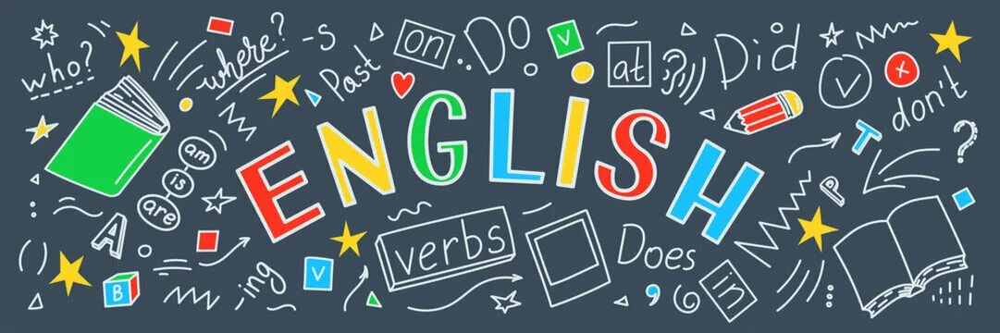 who?
where?
-s
Past
on
Do
V
at
Did
V
x
don't
ENGLISH
am
is
are
T
P
?
A
B
-ing
V
verbs
Does
in